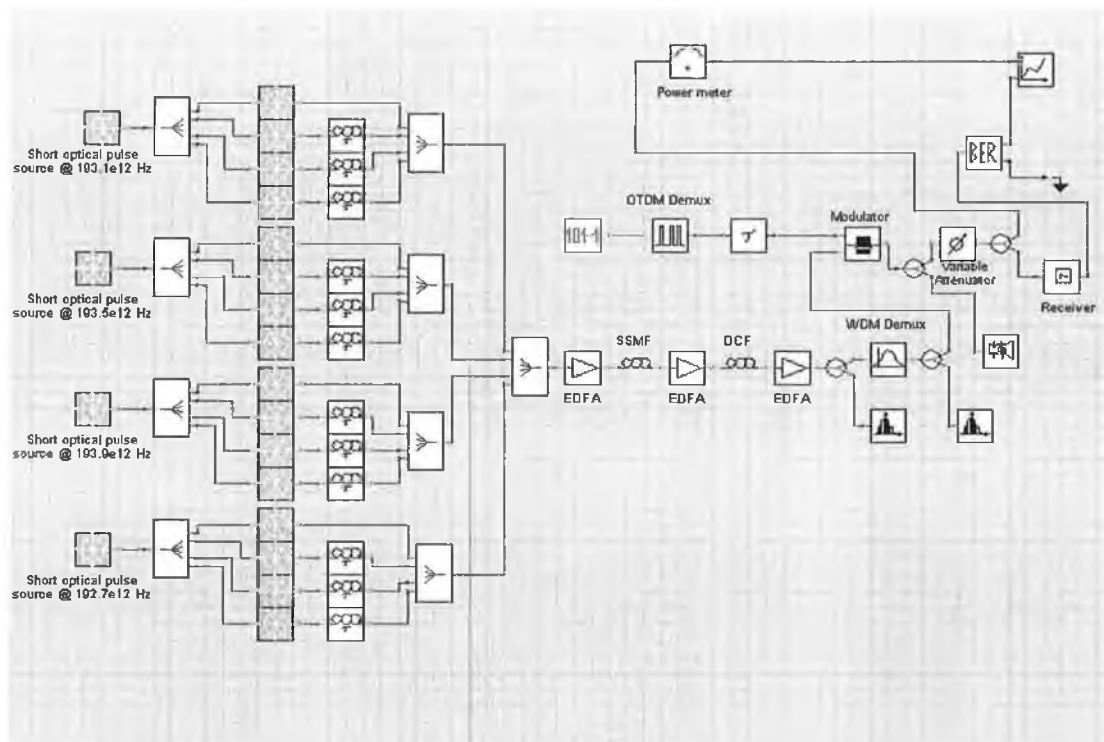 Power meter
BER
Short optical pulse
source @ 193.1e12 Hz
OTDM Demux
Modulator
101-1
Variable
Attenuator
Receiver
Short optical pulse
source @ 193.5e12 Hz
WDM Demux
SSMF
DCF
EDFA
EDFA
EDFA
Short optical pulse
source @ 193.9e12 Hz
Short optical pulse
source @ 192.7e12 Hz